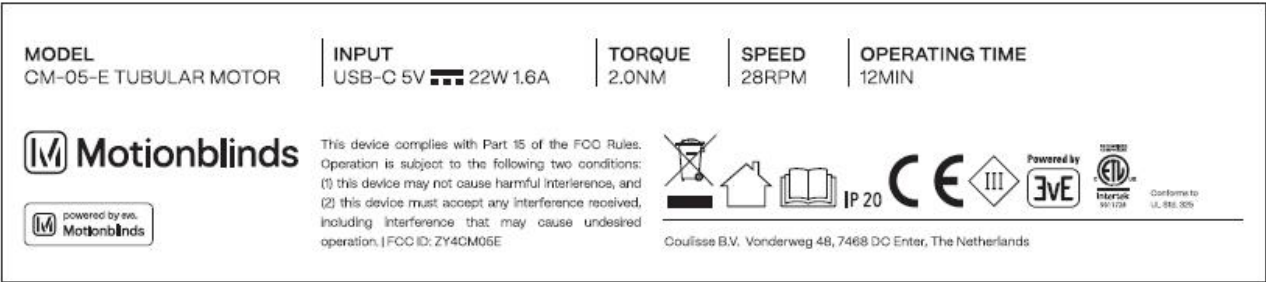 MODEL
CM-05-E TUBULAR MOTOR
INPUT
USB-C 5V 22W 1.6A
TORQUE
2.0NM
SPEED
28RPM
OPERATING TIME
12MIN
Motionblinds
powered by eve.
Motionblinds
This device complies with Part 15 of the FCC Rules.
Operation is subject to the following two conditions:
(1) this device may not cause harmful interference, and
(2) this device must accept any interference received,
including interference that may cause undesired
operation. | FCC ID: ZY4CM05E
IP 20
CE
III
Powered by
EVE
ETL
Intertek
Conforms to
UL Std. 325
Coulisse B.V. Vonderweg 48, 7468 DC Enter, The Netherlands